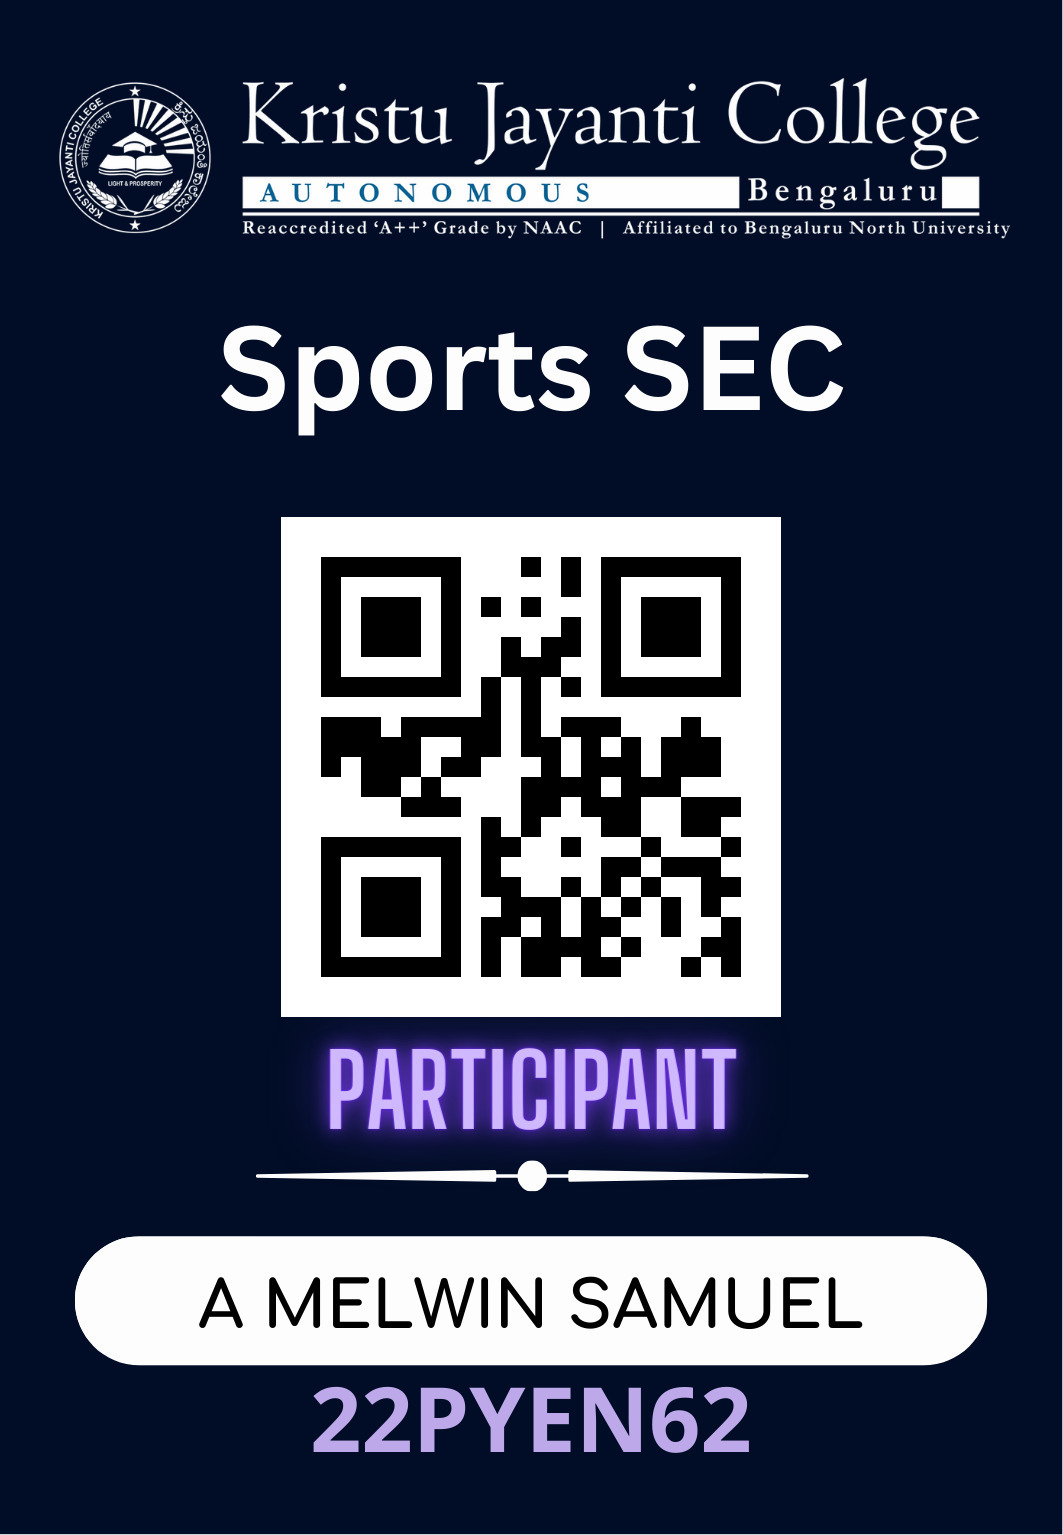 Kristu Jayanti College
AUTONOMOUS Bengaluru
Reaccredited ‘A++’ Grade by NAAC | Affiliated to Bengaluru North University
KRISTU JAYANTI COLLEGE
LIGHT & PROSPERITY
Sports SEC
PARTICIPANT
A MELWIN SAMUEL
22PYEN62